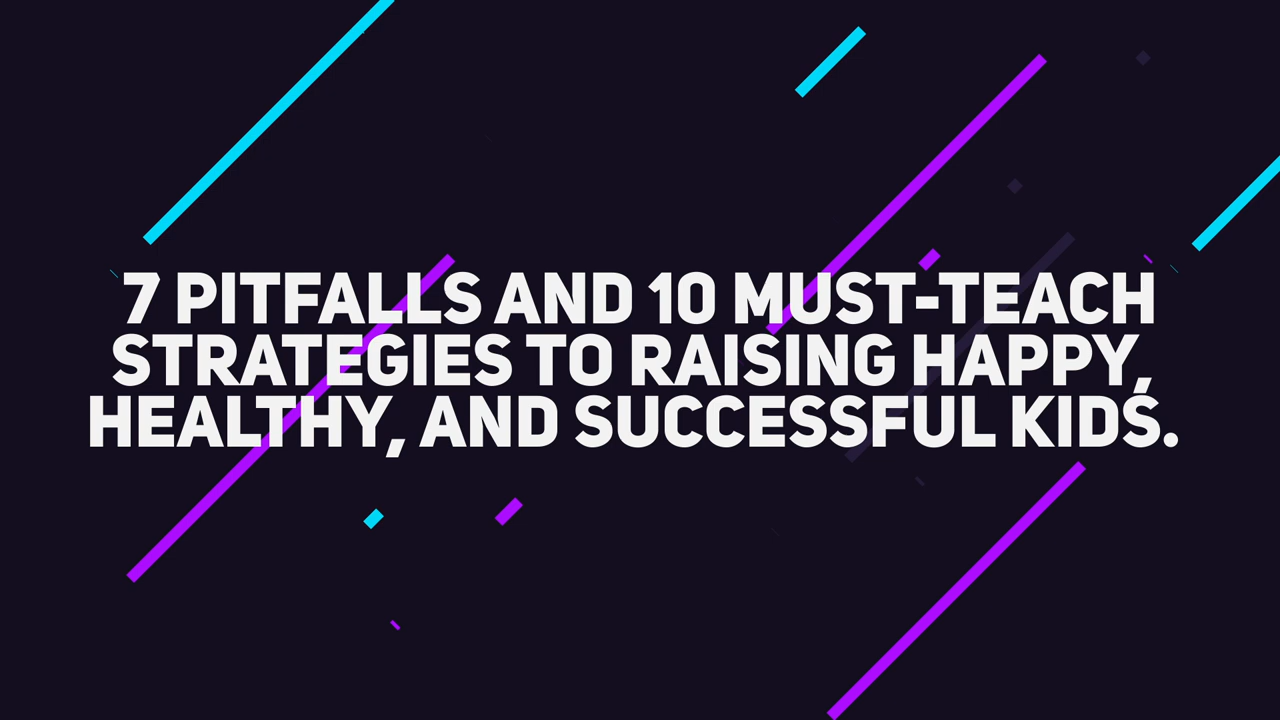 7 PITFALLS AND 10 MUST-TEACH
STRATEGIES TO RAISING HAPPY,
HEALTHY, AND SUCCESSFUL KIDS.